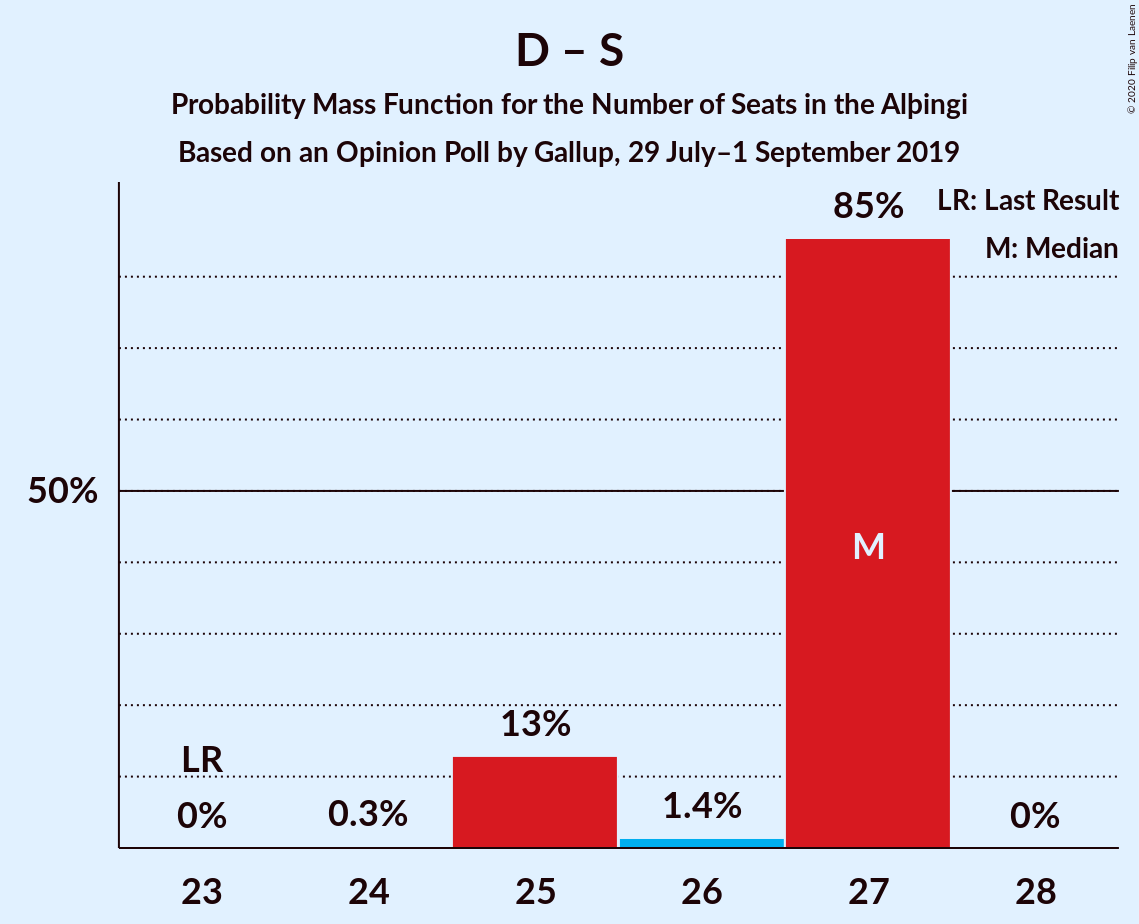 D – S
Probability Mass Function for the Number of Seats in the Alþingi
Based on an Opinion Poll by Gallup, 29 July–1 September 2019
© 2020 Filip van Laenen
LR: Last Result
M: Median
85%
50%
M
13%
LR
0%
0.3%
1.4%
0%
23 24 25 26 27 28